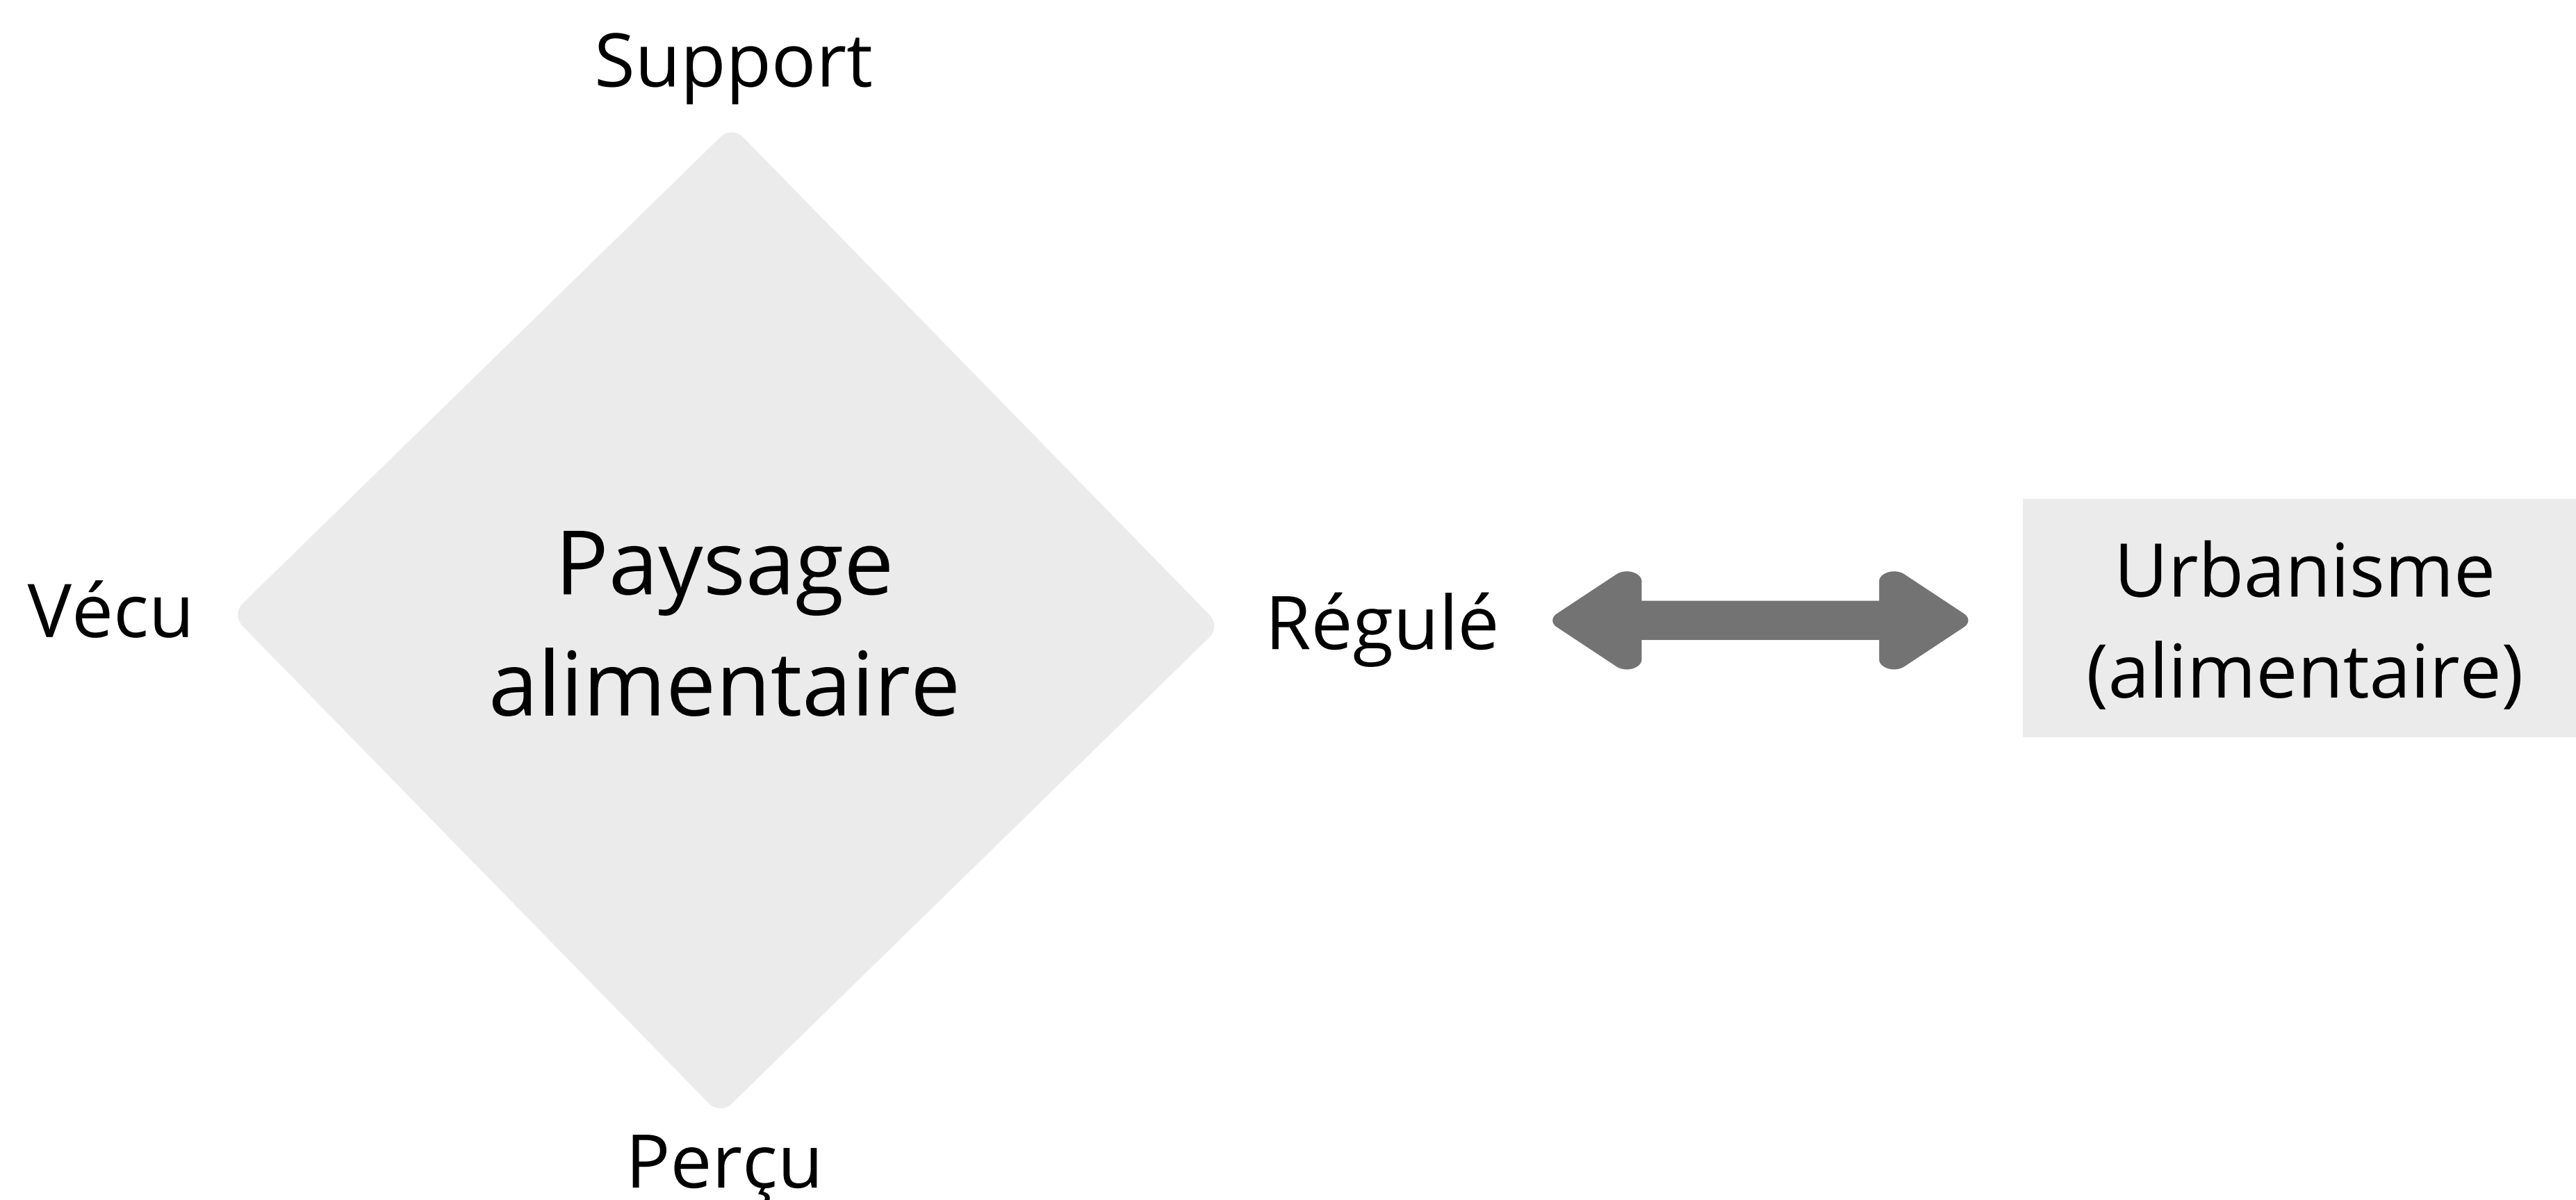 Support
Paysage
alimentaire
Vécu
Régulé
Urbanisme
(alimentaire)
Perçu